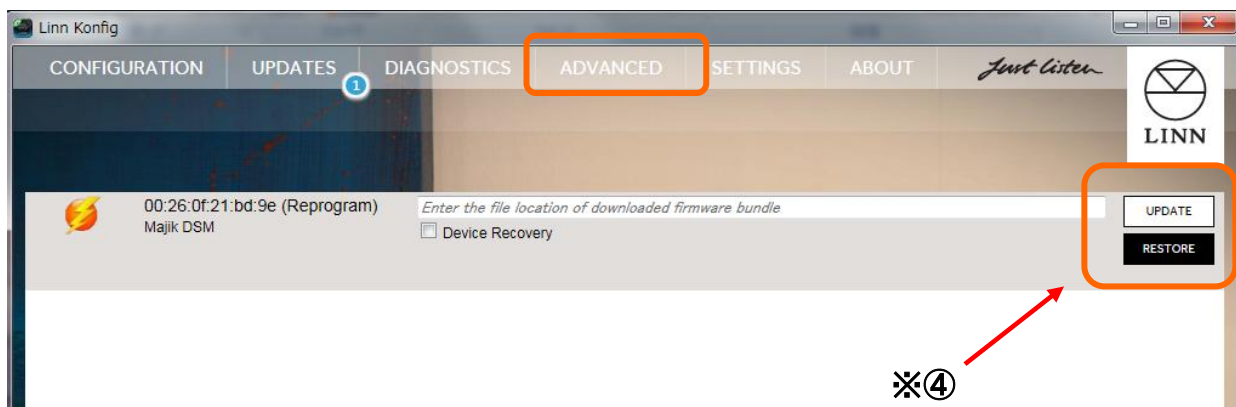 Linn Konfig
CONFIGURATION UPDATES 1 DIAGNOSTICS ADVANCED SETTINGS ABOUT Just Listen
LINN
00:26:0f:21:bd:9e (Reprogram) Enter the file location of downloaded firmware bundle UPDATE
Majik DSM Device Recovery
RESTORE
※④